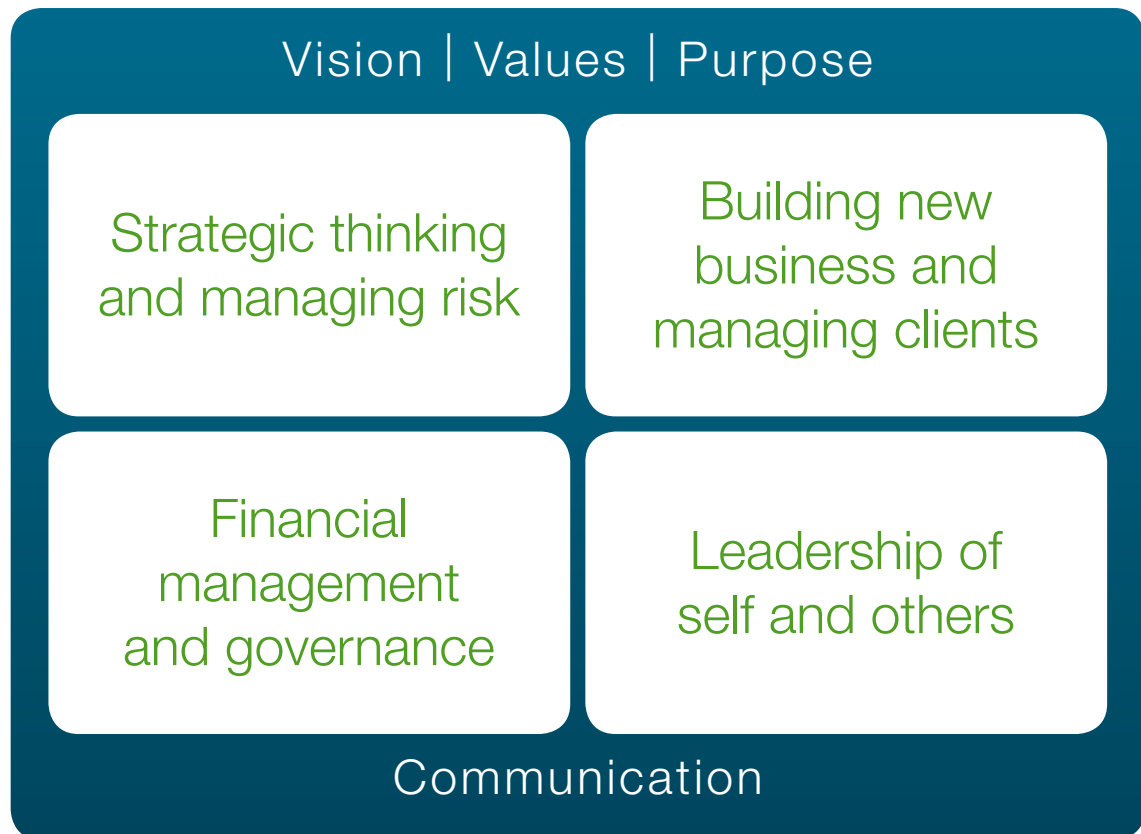 Vision | Values | Purpose
Strategic thinking
and managing risk
Building new
business and
managing clients
Financial
management
and governance
Leadership of
self and others
Communication